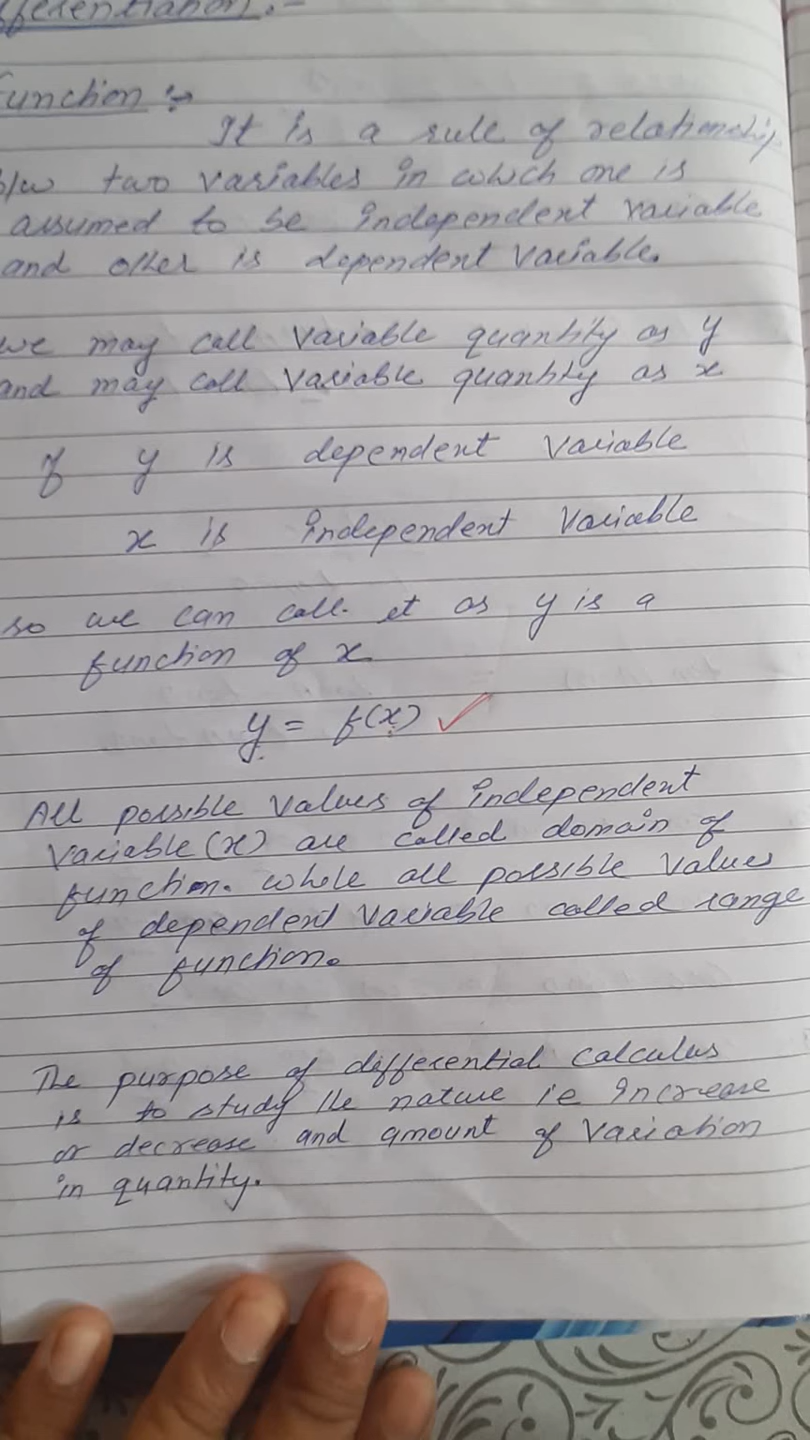 fferentiation :-
Function :-
It is a rule of relationship
b/w two variables in which one is
assumed to be independent variable
and other is dependent variable.
we may call variable quantity as y
and may call variable quantity as x
If y is dependent variable
x is independent variable
so we can call it as y is a
function of x
y = f(x) ✓
All possible values of independent
variable (x) are called domain of
function. while all possible values
of dependent variable called range
of function.
The purpose of differential calculus
is to study the nature ie increase
or decrease and amount of variation
in quantity.